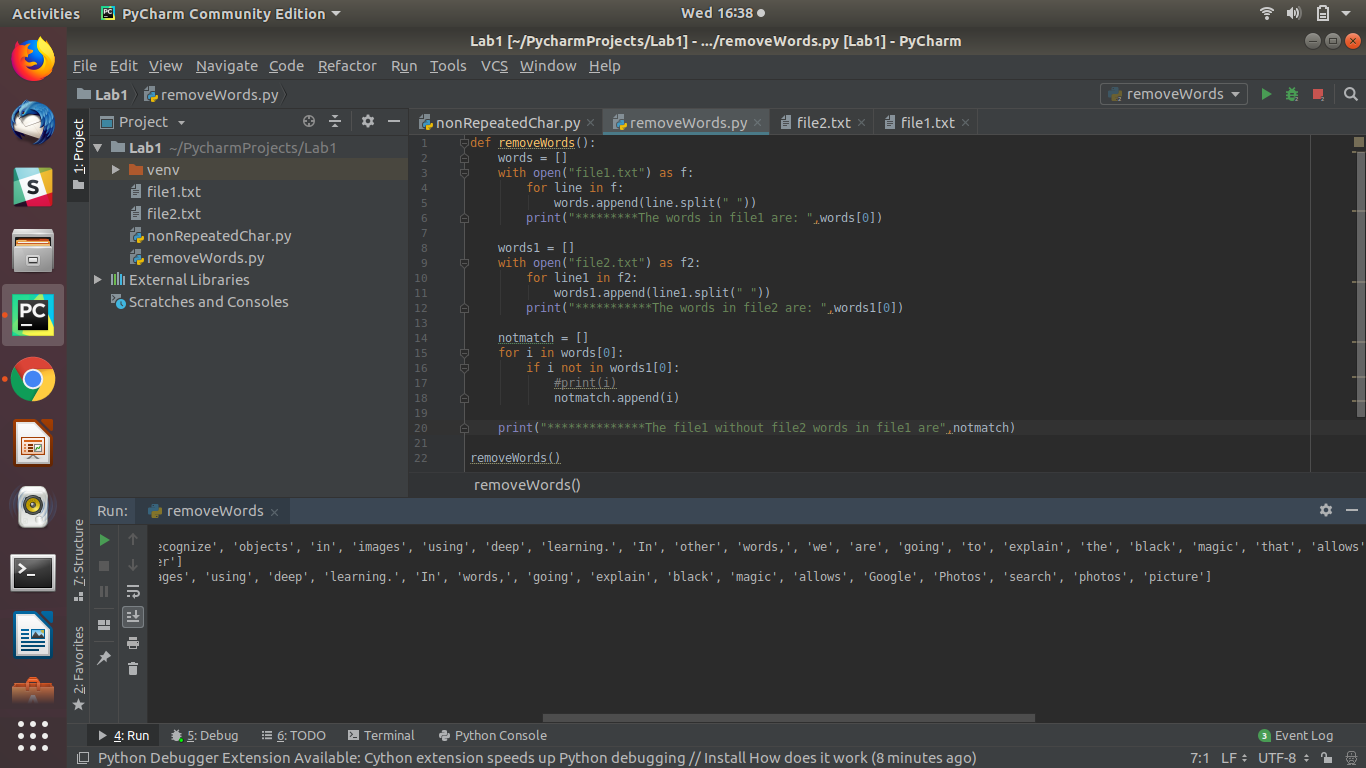 Activities PyCharm Community Edition Wed 16:38
Lab1 [~/PycharmProjects/Lab1] - .../removeWords.py [Lab1] - PyCharm
File Edit View Navigate Code Refactor Run Tools VCS Window Help
Lab1 removeWords.py removeWords
1: Project
Project
nonRepeatedChar.py removeWords.py file2.txt file1.txt
Lab1 ~/PycharmProjects/Lab1
venv
file1.txt
file2.txt
nonRepeatedChar.py
removeWords.py
External Libraries
Scratches and Consoles
1 def removeWords():
2 words = []
3 with open("file1.txt") as f:
4 for line in f:
5 words.append(line.split(" "))
6 print("*********The words in file1 are: ",words[0])
7
8 words1 = []
9 with open("file2.txt") as f2:
10 for line1 in f2:
11 words1.append(line1.split(" "))
12 print("***********The words in file2 are: ",words1[0])
13
14 notmatch = []
15 for i in words[0]:
16 if i not in words1[0]:
17 #print(i)
18 notmatch.append(i)
19
20 print("**************The file1 without file2 words in file1 are",notmatch)
21
22 removeWords()
removeWords()
Run: removeWords
ecognize', 'objects', 'in', 'images', 'using', 'deep', 'learning.', 'In', 'other', 'words,', 'we', 'are', 'going', 'to', 'explain', 'the', 'black', 'magic', 'that', 'allows'
er']
ages', 'using', 'deep', 'learning.', 'In', 'words,', 'going', 'explain', 'black', 'magic', 'allows', 'Google', 'Photos', 'search', 'photos', 'picture']
7: Structure
2: Favorites
4: Run 5: Debug 6: TODO Terminal Python Console 3 Event Log
Python Debugger Extension Available: Cython extension speeds up Python debugging // Install How does it work (8 minutes ago) 7:1 LF UTF-8
S
PC